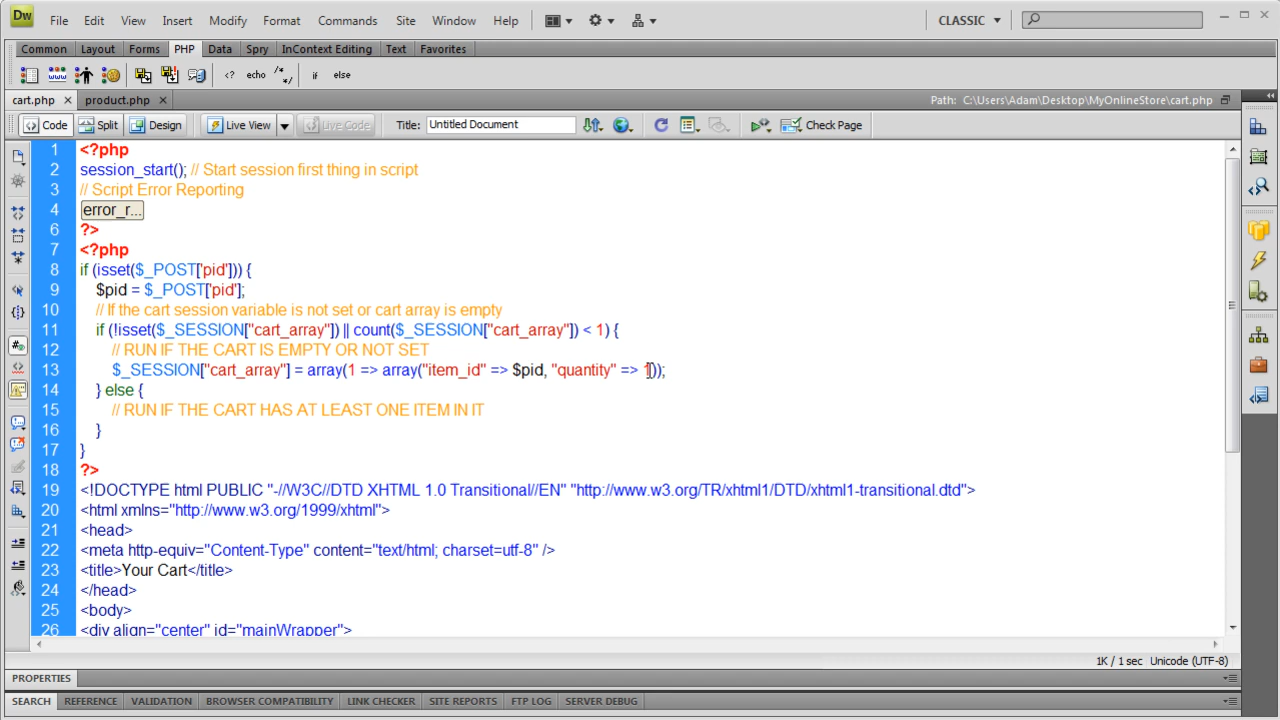 Dw File Edit View Insert Modify Format Commands Site Window Help CLASSIC
Common Layout Forms PHP Data Spry InContext Editing Text Favorites
<? echo /* */ if else
cart.php × product.php × Path: C:\Users\Adam\Desktop\MyOnlineStore\cart.php
Code Split Design Live View Live Code Title: Untitled Document Check Page
1 <?php
2 session_start(); // Start session first thing in script
3 // Script Error Reporting
4 error_r...
6 ?>
7 <?php
8 if (isset($_POST['pid'])) {
9 $pid = $_POST['pid'];
10 // If the cart session variable is not set or cart array is empty
11 if (!isset($_SESSION["cart_array"]) || count($_SESSION["cart_array"]) < 1) {
12 // RUN IF THE CART IS EMPTY OR NOT SET
13 $_SESSION["cart_array"] = array(1 => array("item_id" => $pid, "quantity" => 1));
14 } else {
15 // RUN IF THE CART HAS AT LEAST ONE ITEM IN IT
16 }
17 }
18 ?>
19 <!DOCTYPE html PUBLIC "-//W3C//DTD XHTML 1.0 Transitional//EN" "http://www.w3.org/TR/xhtml1/DTD/xhtml1-transitional.dtd">
20 <html xmlns="http://www.w3.org/1999/xhtml">
21 <head>
22 <meta http-equiv="Content-Type" content="text/html; charset=utf-8" />
23 <title>Your Cart</title>
24 </head>
25 <body>
26 <div align="center" id="mainWrapper">
1K / 1 sec Unicode (UTF-8)
PROPERTIES
SEARCH REFERENCE VALIDATION BROWSER COMPATIBILITY LINK CHECKER SITE REPORTS FTP LOG SERVER DEBUG